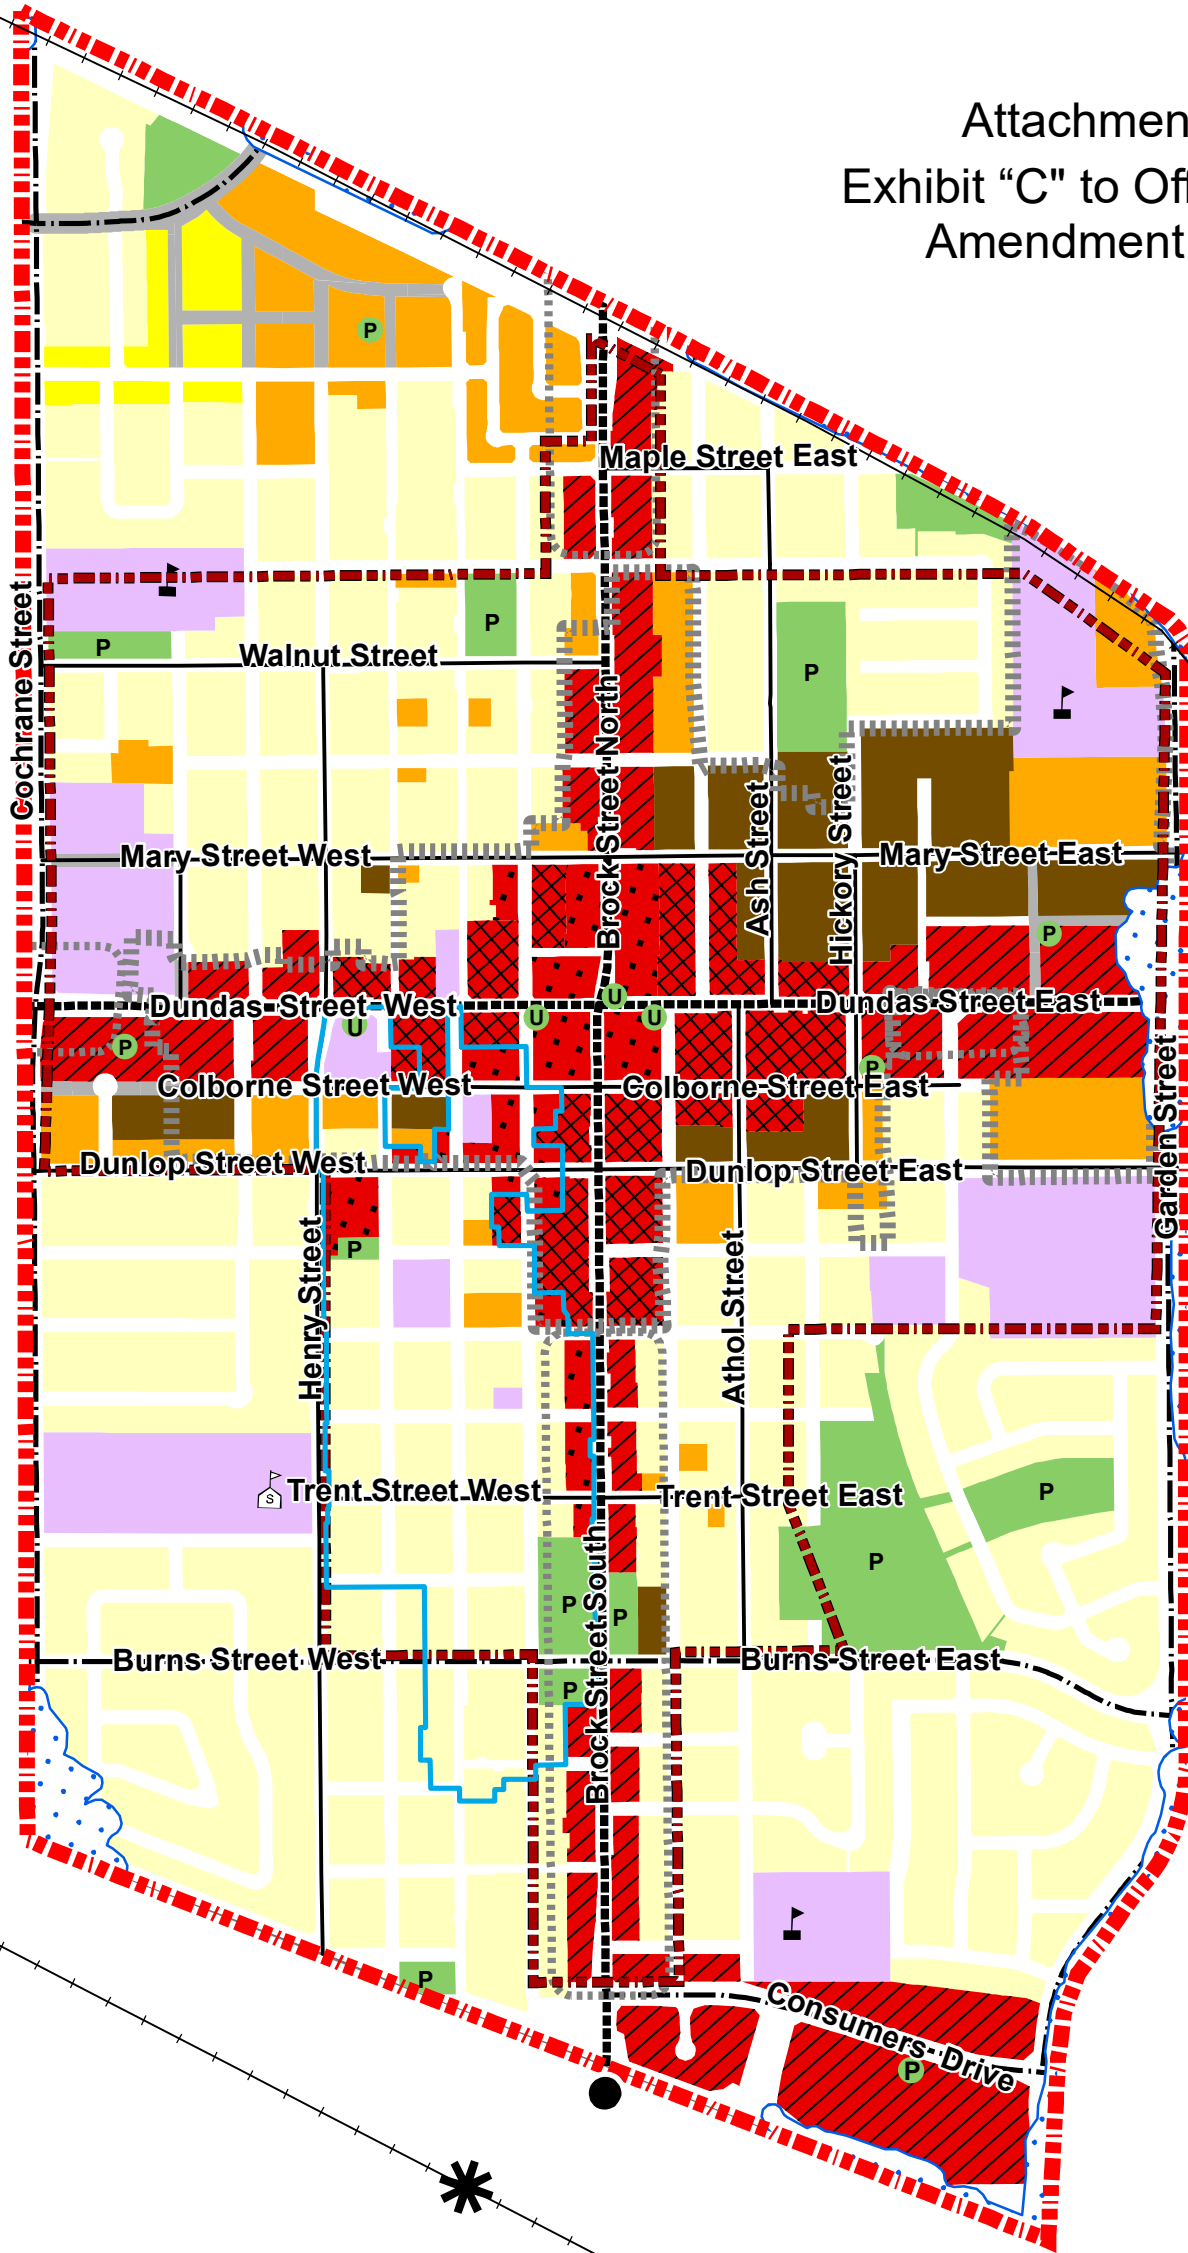 Attachmen
Exhibit “C" to Off
Amendment
P
Maple Street East
P
P
Walnut Street
P
Cochrane Street
Brock Street North
Ash Street
Hickory Street
Mary Street West
Mary Street East
P
U
Dundas Street West
U
U
U
Dundas Street East
P
P
Colborne Street West
Colborne Street East
Dunlop Street West
Dunlop Street East
Garden Street
P
Henry Street
Athol Street
S
Trent Street West
Trent Street East
P
P
P
P
Brock Street South
Burns Street West
Burns Street East
P
P
Consumers Drive
P